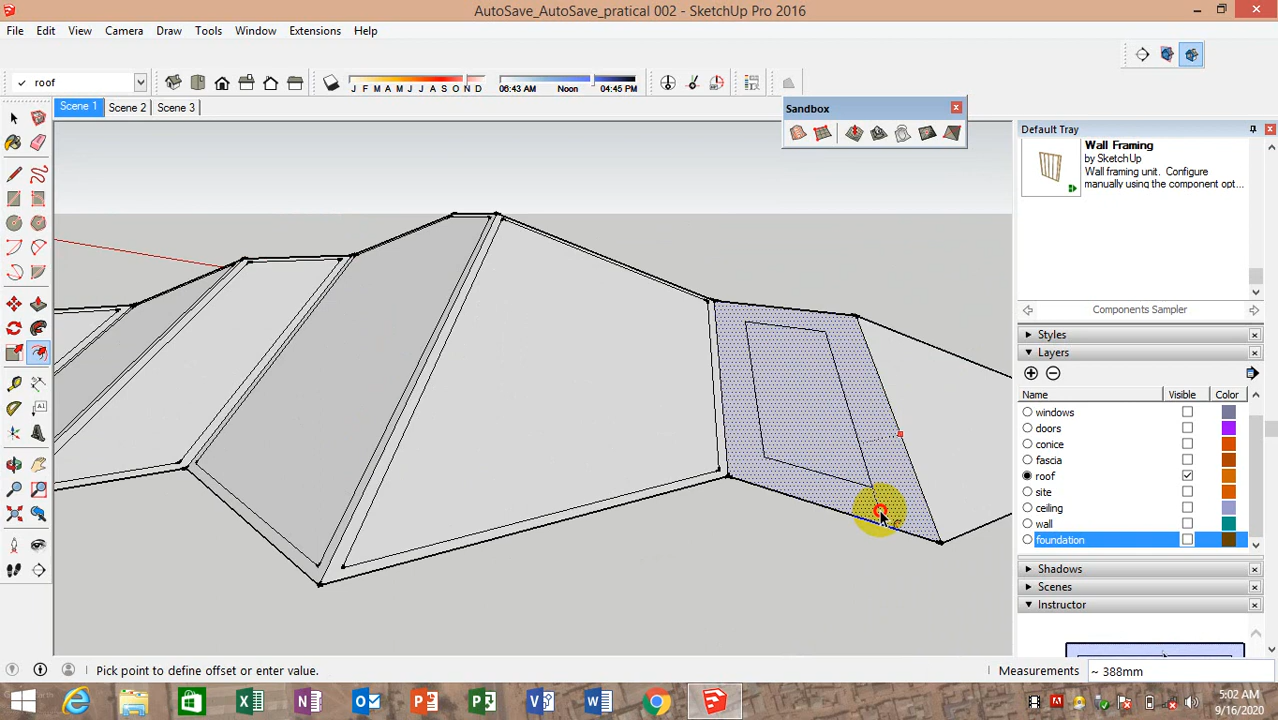 AutoSave_AutoSave_pratical 002 - SketchUp Pro 2016
File Edit View Camera Draw Tools Window Extensions Help
roof
J F M A M J J A S O N D
06:43 AM Noon 04:45 PM
Scene 1 Scene 2 Scene 3
Sandbox
Default Tray
Wall Framing
by SketchUp
Wall framing unit. Configure
manually using the component opt...
Components Sampler
Styles
Layers
Name Visible Color
windows
doors
conice
fascia
roof
site
ceiling
wall
foundation
Shadows
Scenes
Instructor
Pick point to define offset or enter value.
Measurements ~ 388mm
5:02 AM
9/16/2020